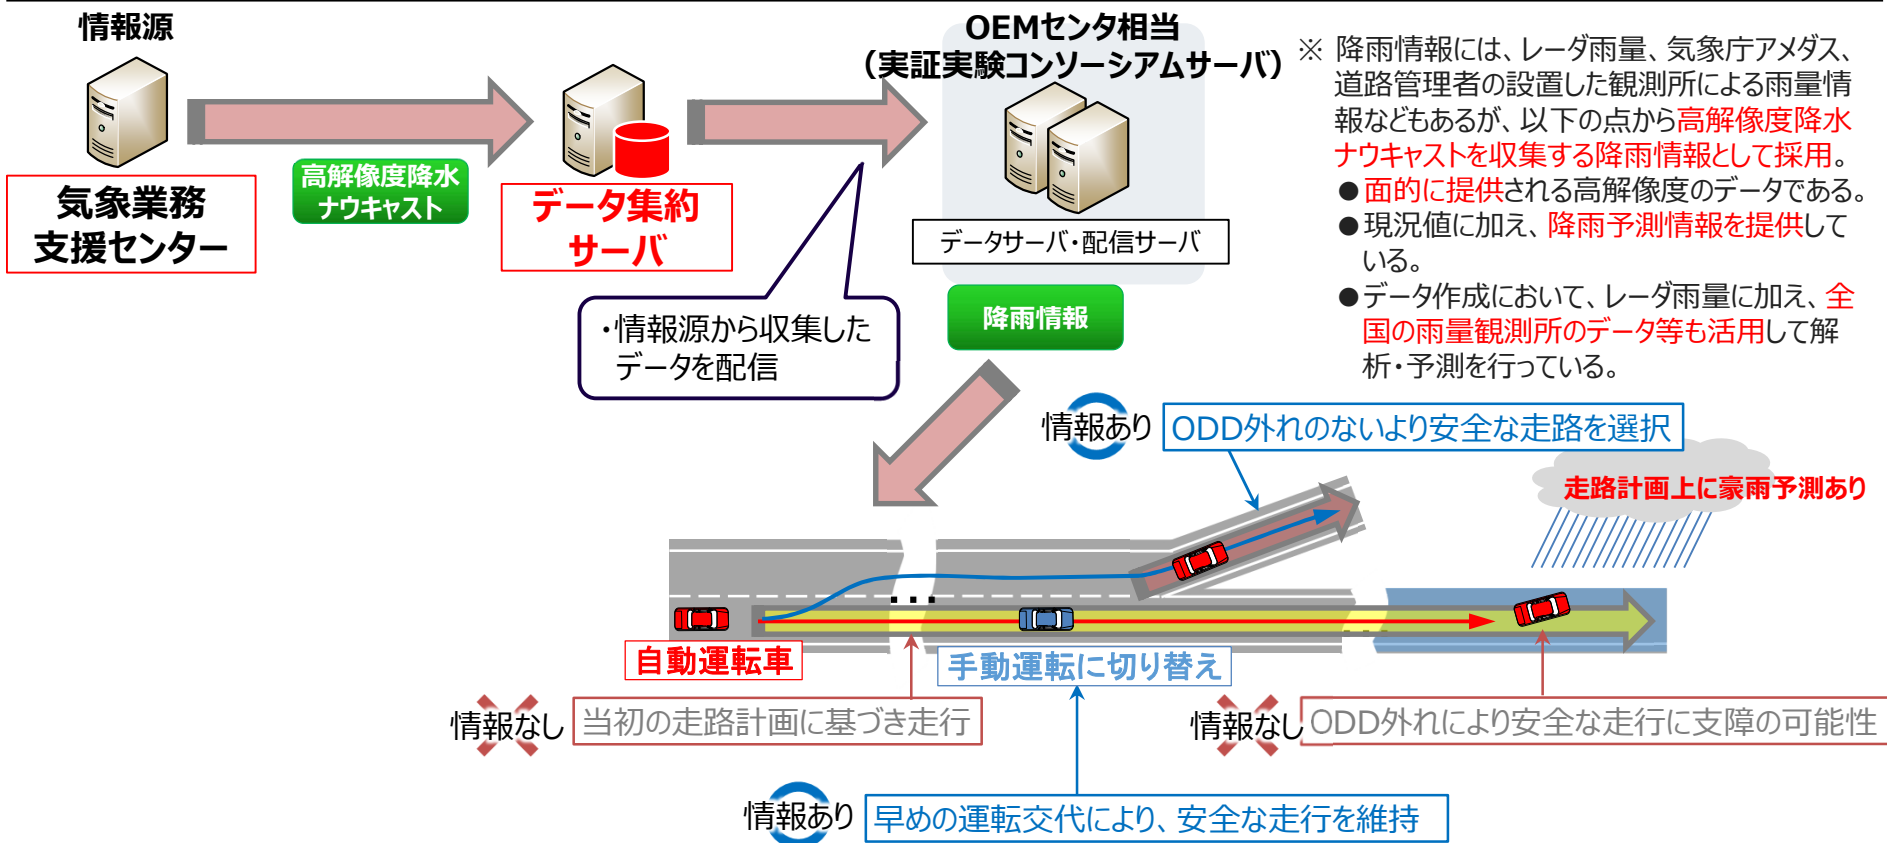 情報源
気象業務
支援センター
高解像度降水
ナウキャスト
データ集約
サーバ
OEMセンタ相当
（実証実験コンソーシアムサーバ）
データサーバ・配信サーバ
・情報源から収集した
データを配信
降雨情報
※ 降雨情報には、レーダ雨量、気象庁アメダス、
道路管理者の設置した観測所による雨量情
報などもあるが、以下の点から高解像度降水
ナウキャストを収集する降雨情報として採用。
●面的に提供される高解像度のデータである。
●現況値に加え、降雨予測情報を提供して
いる。
●データ作成において、レーダ雨量に加え、全
国の雨量観測所のデータ等も活用して解
析・予測を行っている。
情報あり
ODD外れのないより安全な走路を選択
走路計画上に豪雨予測あり
・・・
・・・
自動運転車
手動運転に切り替え
情報なし
当初の走路計画に基づき走行
情報なし
ODD外れにより安全な走行に支障の可能性
情報あり
早めの運転交代により、安全な走行を維持